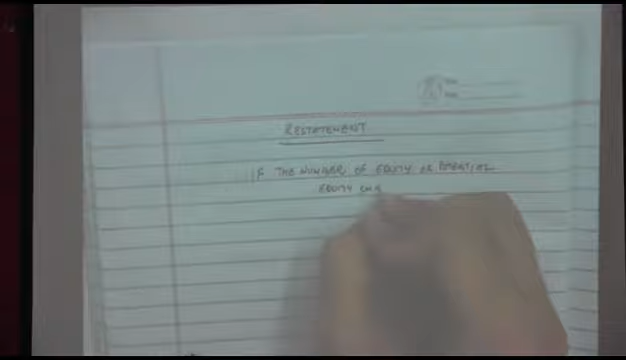 RESTATEMENT
IF THE NUMBER OF EQUITY OR POTENTIAL
EQUITY